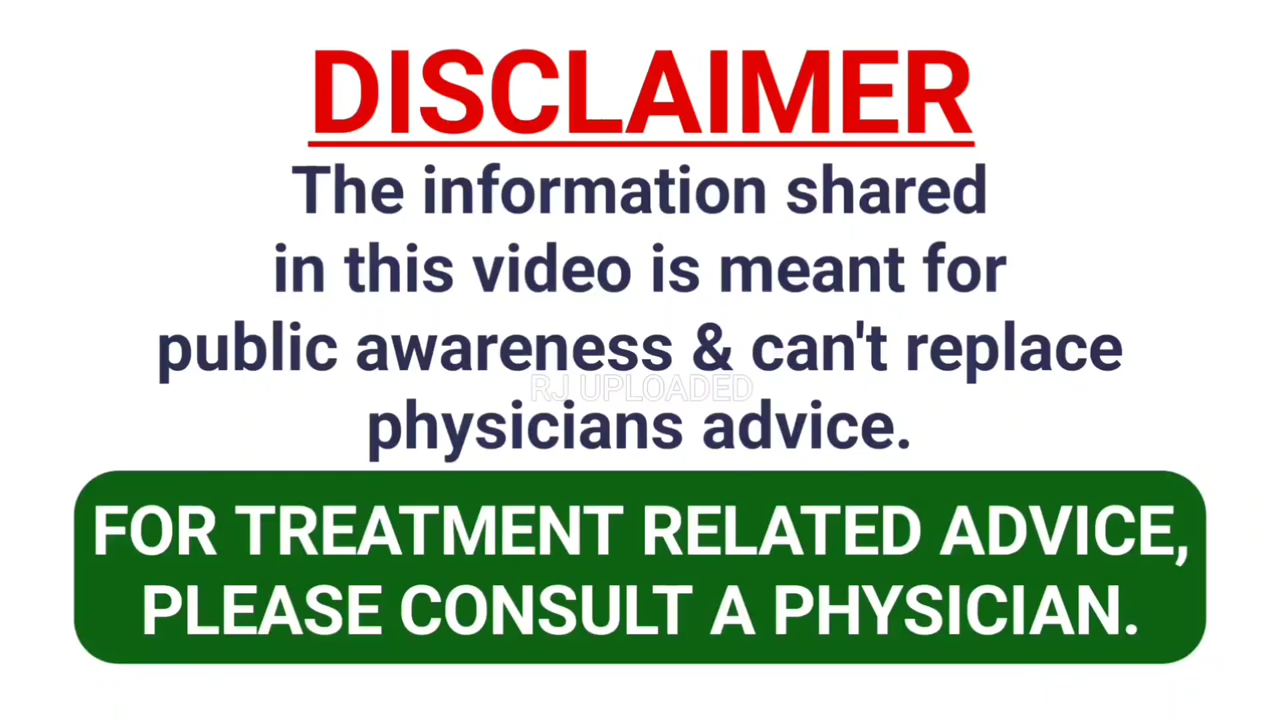 DISCLAIMER
The information shared
in this video is meant for
public awareness & can't replace
RJ UPLOADED
physicians advice.
FOR TREATMENT RELATED ADVICE,
PLEASE CONSULT A PHYSICIAN.